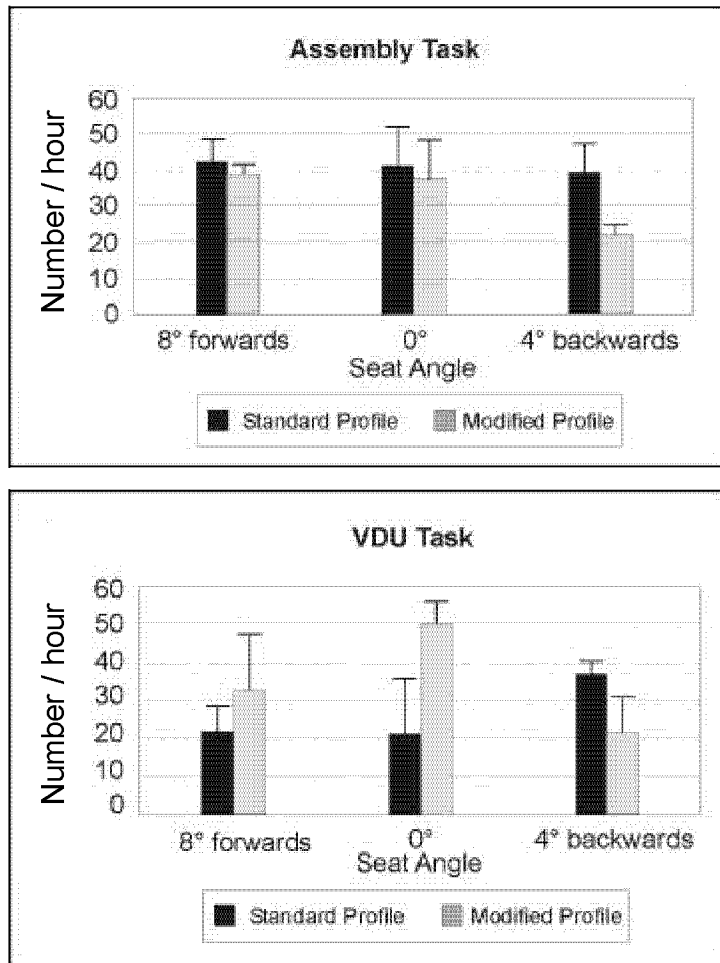 Assembly Task
Number / hour
60
50
40
30
20
10
0
8° forwards 0° 4° backwards
Seat Angle
Standard Profile Modified Profile
VDU Task
Number / hour
60
50
40
30
20
10
0
8° forwards 0° 4° backwards
Seat Angle
Standard Profile Modified Profile